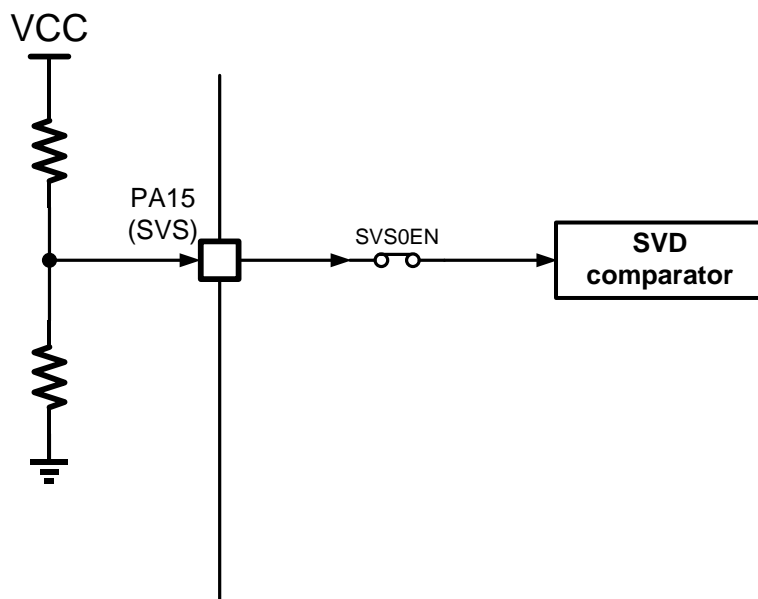 VCC
PA15
(SVS)
SVS0EN
SVD
comparator